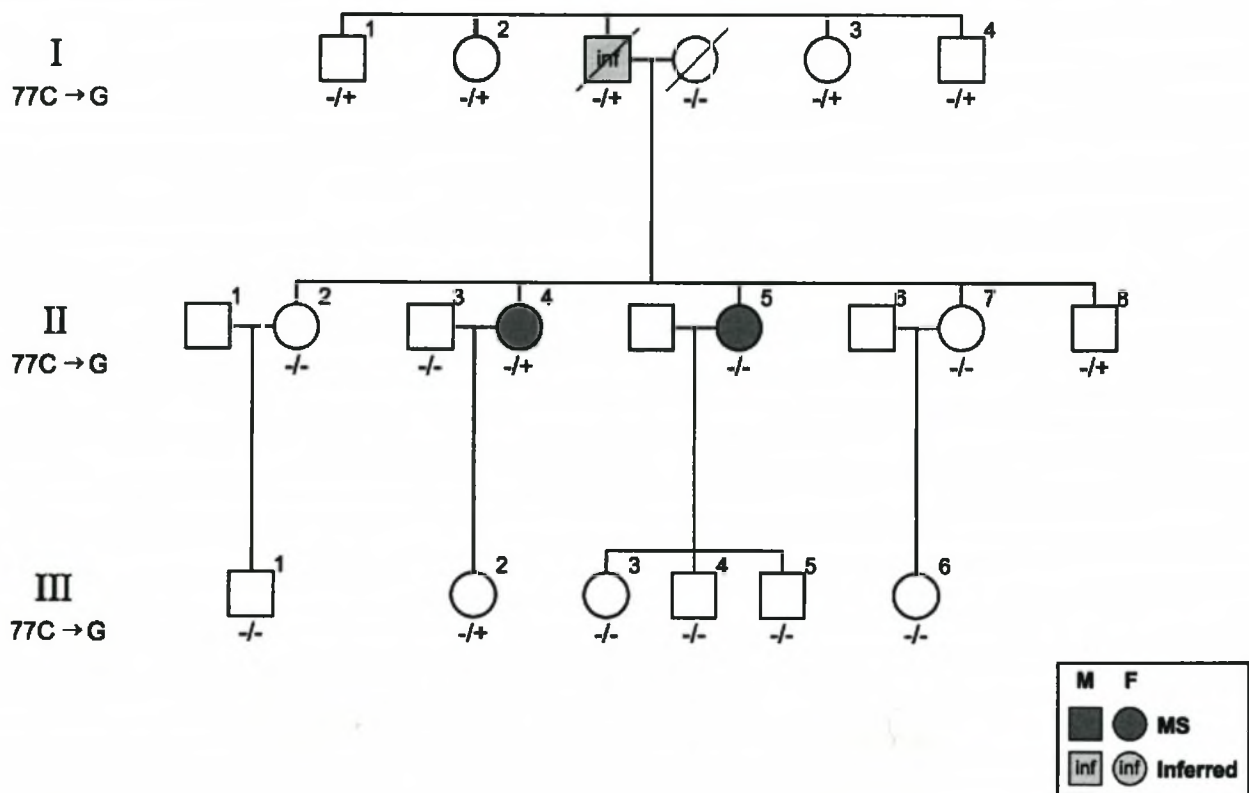 1 2 3 4
I
inf
77C → G
-/+ -/+ -/+ -/- -/+ -/+
1 2 3 4 5 6 7 8
II
77C → G
-/- -/- -/+ -/- -/- -/+
1 2 3 4 5 6
III
77C → G
-/- -/+ -/- -/- -/- -/-
M F
MS
inf inf Inferred